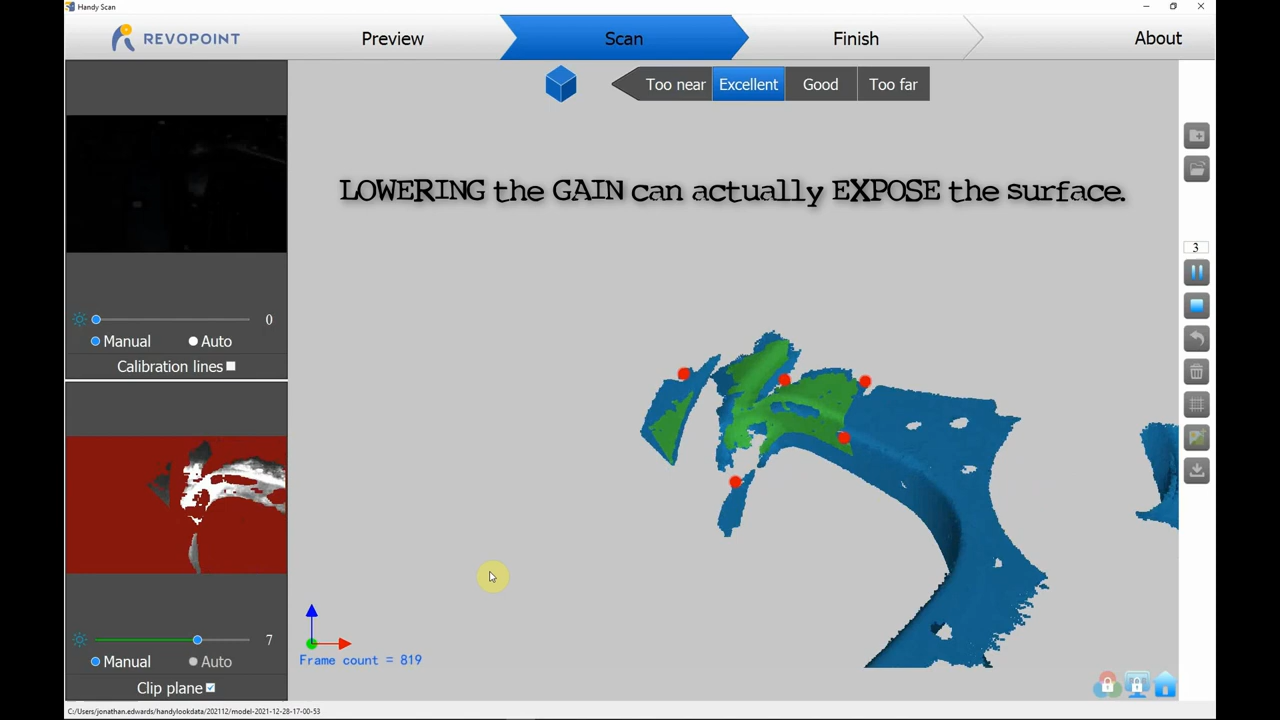 Handy Scan
REVOPOINT
Preview
Scan
Finish
About
Too near
Excellent
Good
Too far
LOWERING the GAIN can actually EXPOSE the surface.
3
0
Manual
Auto
Calibration lines
7
Manual
Auto
Clip plane
Frame count = 819
C:/Users/jonathan.edwards/handylookdata/202112/model-2021-12-28-17-00-53